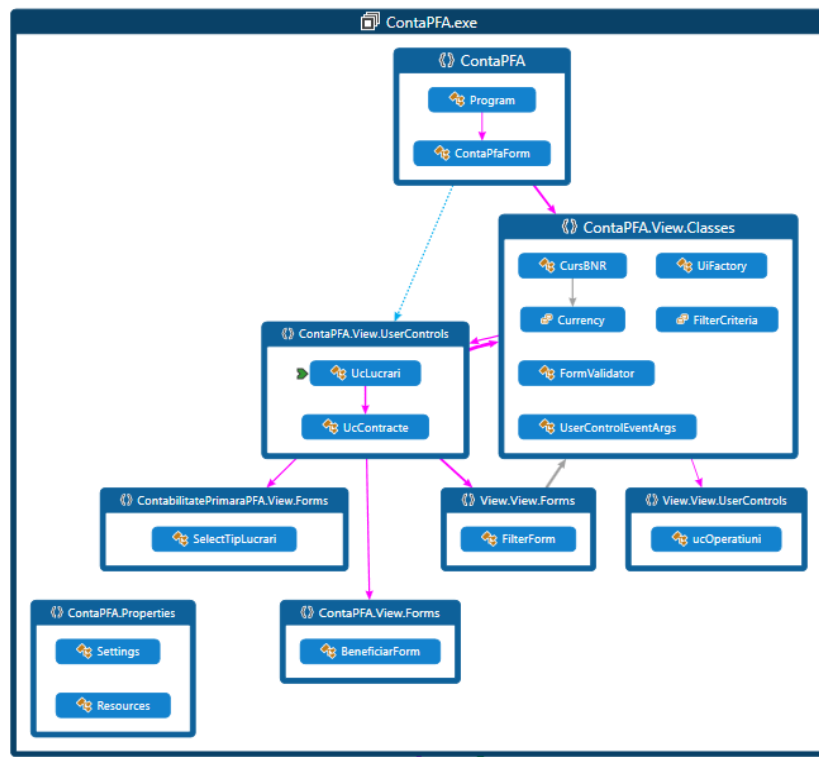 ContaPFA.exe
ContaPFA
Program
ContaPfaForm
ContaPFA.View.Classes
CursBNR
UiFactory
Currency
FilterCriteria
FormValidator
UserControlEventArgs
ContaPFA.View.UserControls
UcLucrari
UcContracte
ContabilitatePrimaraPFA.View.Forms
SelectTipLucrari
View.View.Forms
FilterForm
View.View.UserControls
ucOperatiuni
ContaPFA.Properties
Settings
Resources
ContaPFA.View.Forms
BeneficiarForm